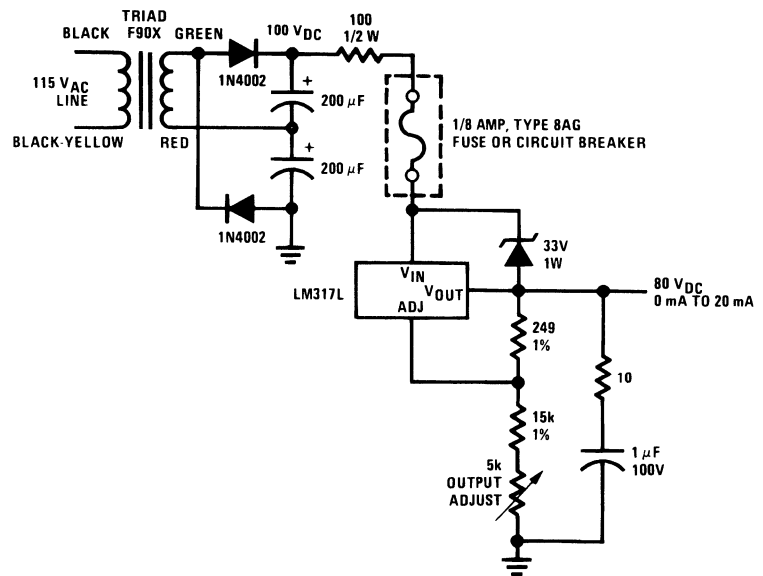 TRIAD
F90X
BLACK
GREEN
100 VDC
100
1/2 W
1N4002
+
200 μF
115 VAC
LINE
BLACK-YELLOW
RED
+
200 μF
1N4002
1/8 AMP, TYPE 8AG
FUSE OR CIRCUIT BREAKER
33V
1W
LM317L
VIN
VOUT
ADJ
80 VDC
0 mA TO 20 mA
249
1%
10
15k
1%
5k
OUTPUT
ADJUST
1 μF
100V